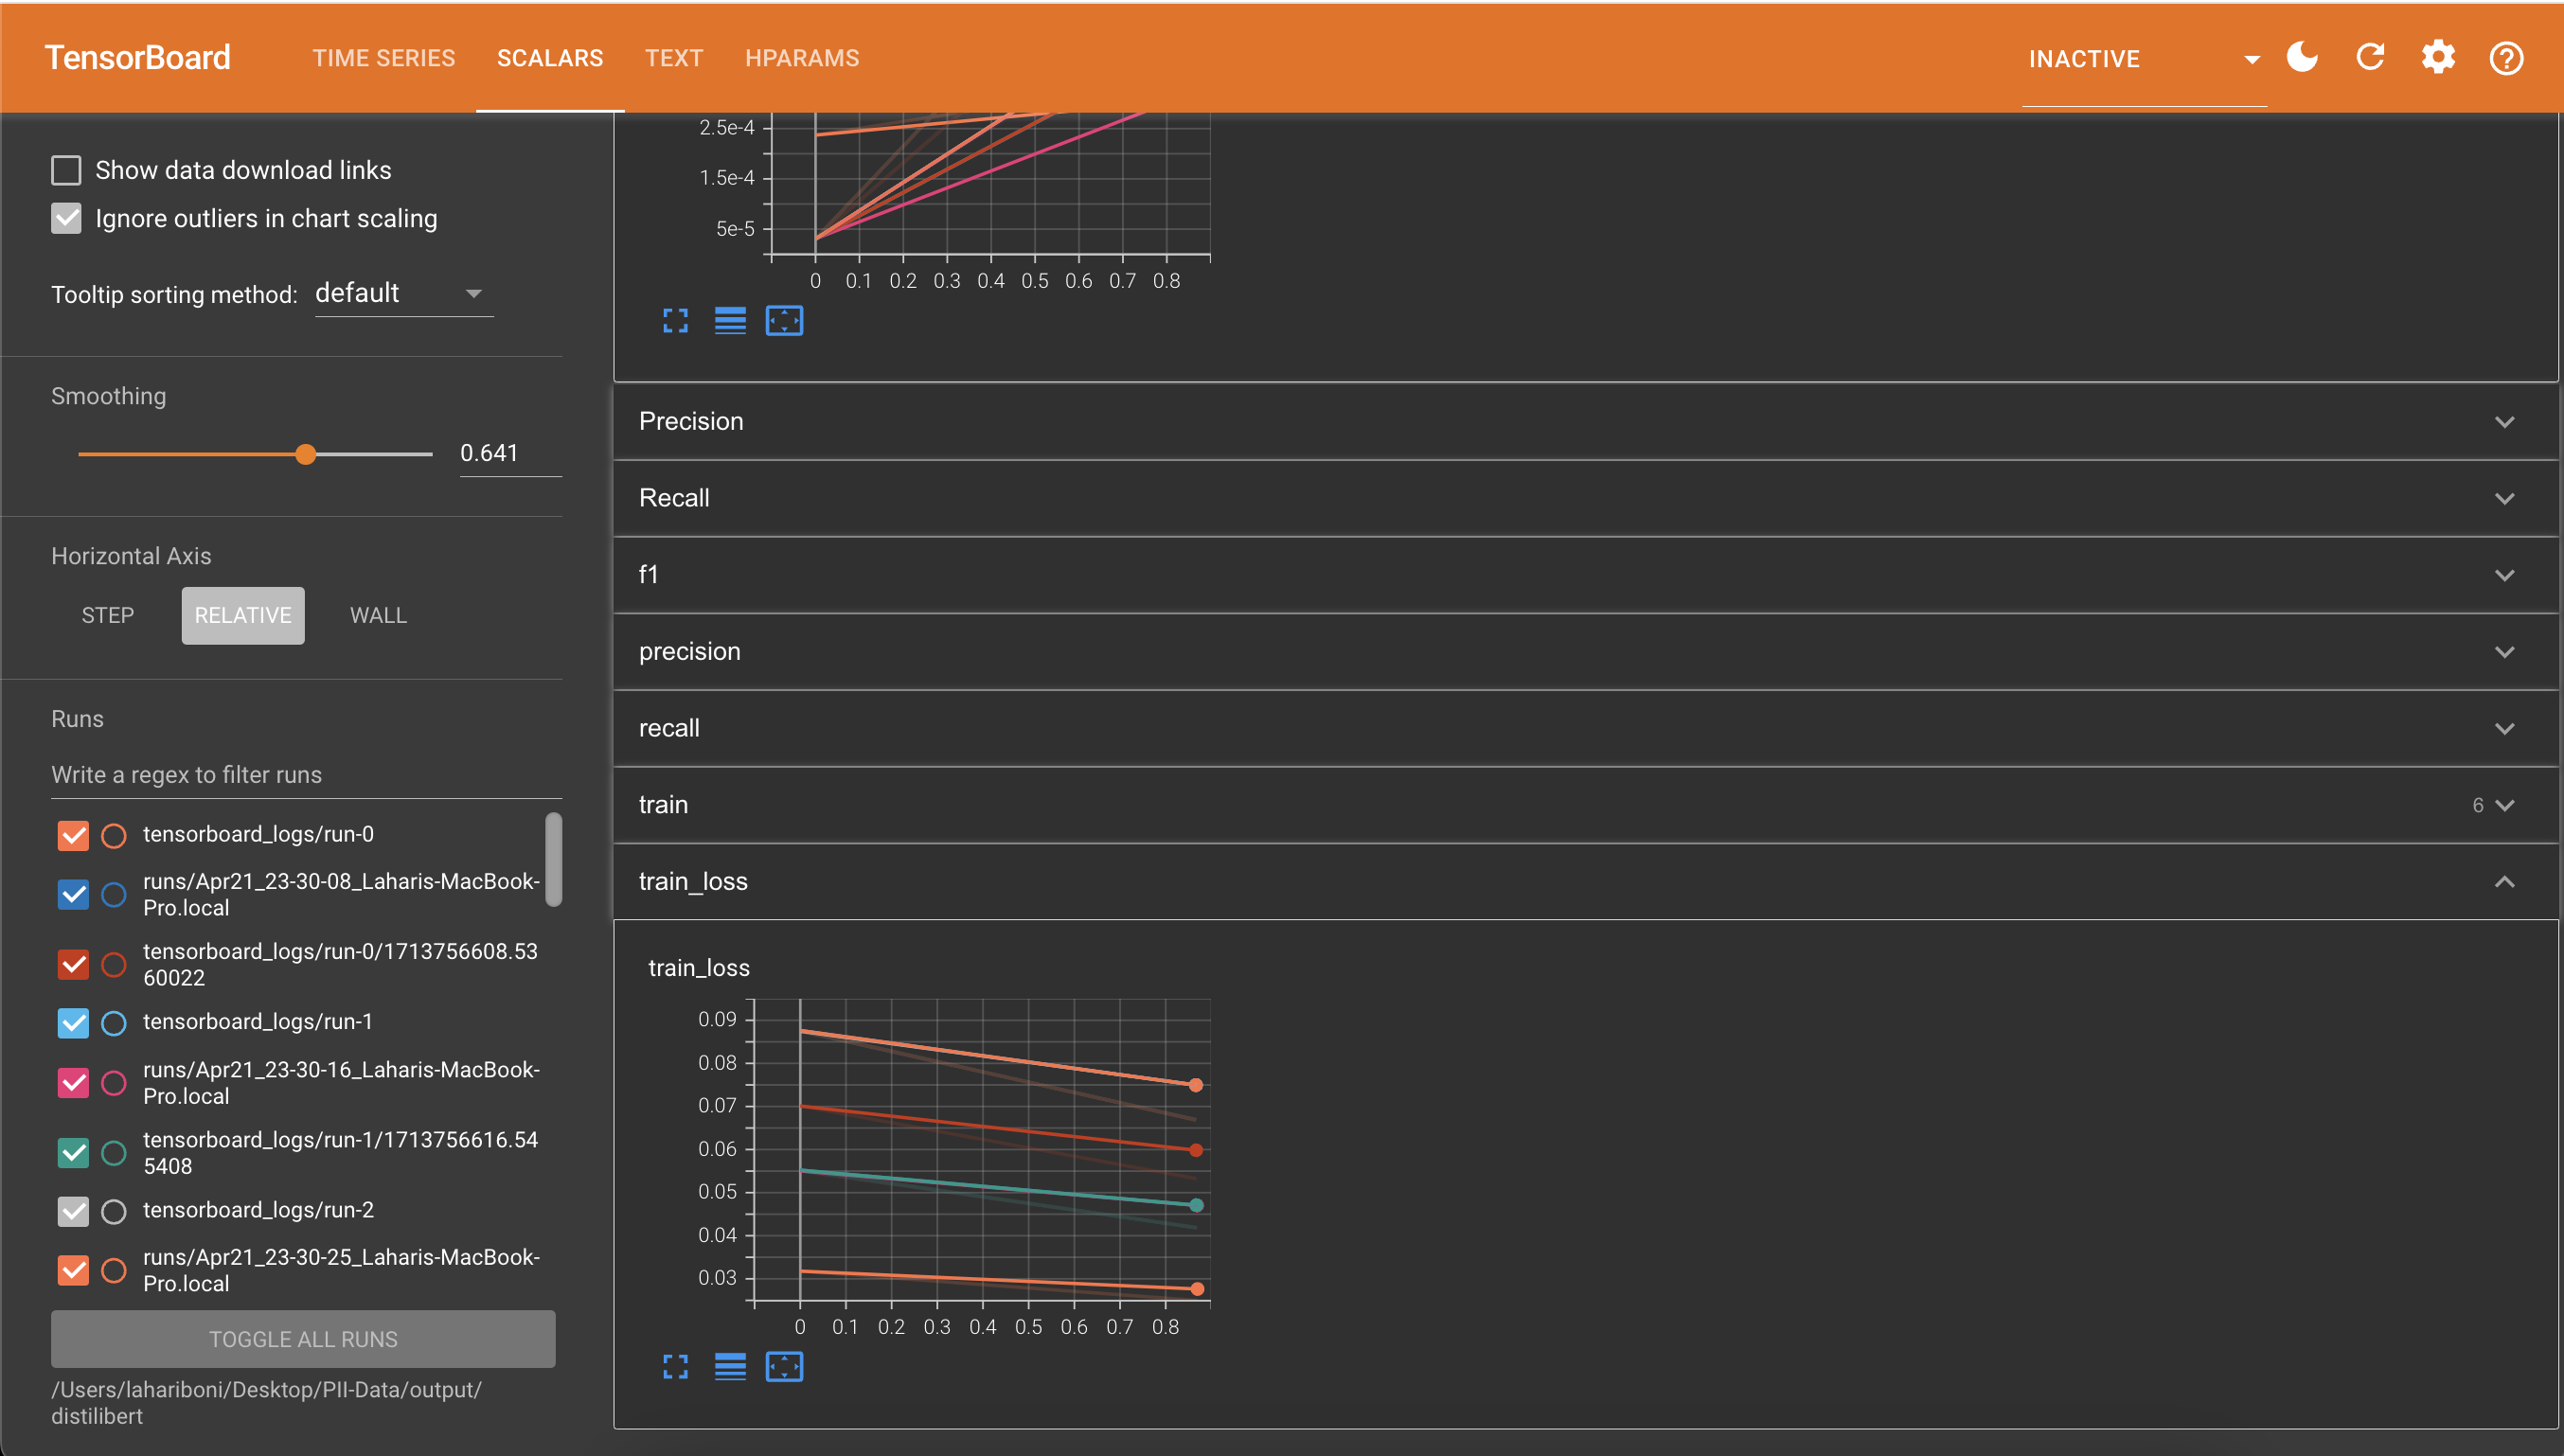 TensorBoard
TIME SERIES
SCALARS
TEXT
HPARAMS
INACTIVE
Show data download links
Ignore outliers in chart scaling
Tooltip sorting method:
default
Smoothing
0.641
Horizontal Axis
STEP
RELATIVE
WALL
Runs
Write a regex to filter runs
tensorboard_logs/run-0
runs/Apr21_23-30-08_Laharis-MacBook-
Pro.local
tensorboard_logs/run-0/1713756608.53
60022
tensorboard_logs/run-1
runs/Apr21_23-30-16_Laharis-MacBook-
Pro.local
tensorboard_logs/run-1/1713756616.54
5408
tensorboard_logs/run-2
runs/Apr21_23-30-25_Laharis-MacBook-
Pro.local
TOGGLE ALL RUNS
/Users/lahariboni/Desktop/PII-Data/output/
distilibert
2.5e-4
1.5e-4
5e-5
0 0.1 0.2 0.3 0.4 0.5 0.6 0.7 0.8
Precision
Recall
f1
precision
recall
train
6
train_loss
train_loss
0.09
0.08
0.07
0.06
0.05
0.04
0.03
0 0.1 0.2 0.3 0.4 0.5 0.6 0.7 0.8